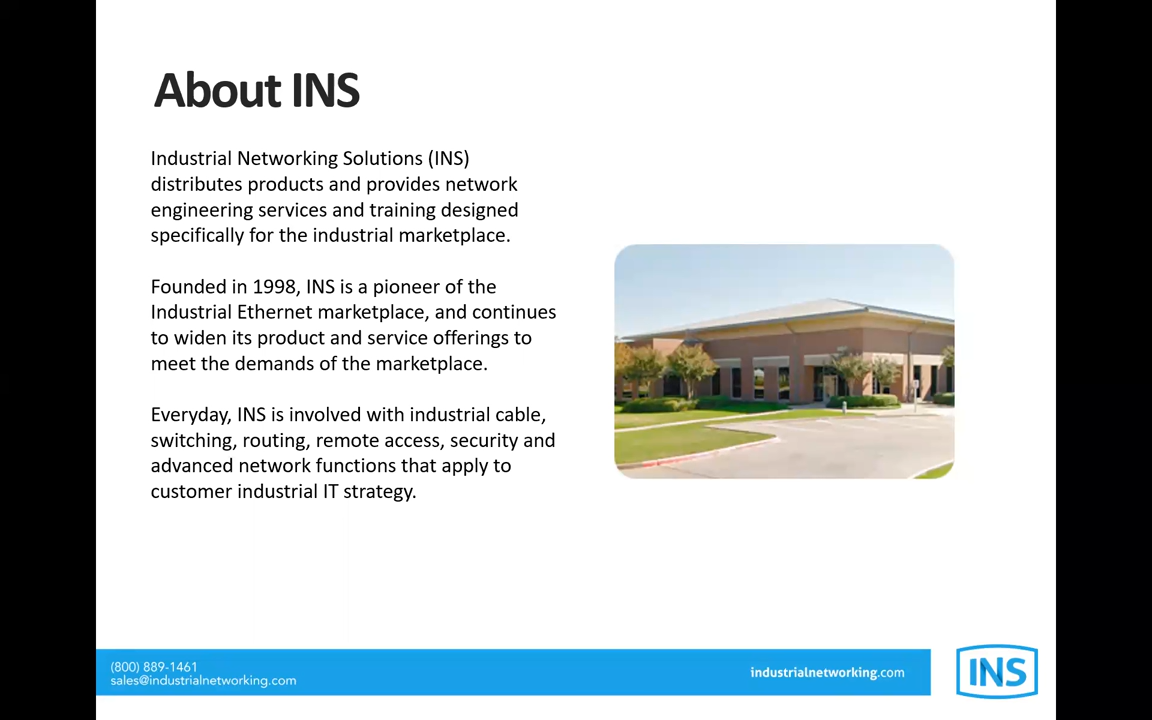 About INS
Industrial Networking Solutions (INS)
distributes products and provides network
engineering services and training designed
specifically for the industrial marketplace.
Founded in 1998, INS is a pioneer of the
Industrial Ethernet marketplace, and continues
to widen its product and service offerings to
meet the demands of the marketplace.
Everyday, INS is involved with industrial cable,
switching, routing, remote access, security and
advanced network functions that apply to
customer industrial IT strategy.
(800) 889-1461
sales@industrialnetworking.com
industrialnetworking.com
INS